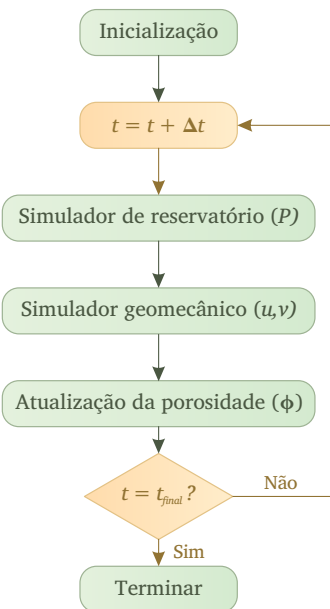 Inicialização
t = t + Δt
Simulador de reservatório (P)
Simulador geomecânico (u,v)
Atualização da porosidade (ϕ)
t = t_final ?
Não
Sim
Terminar